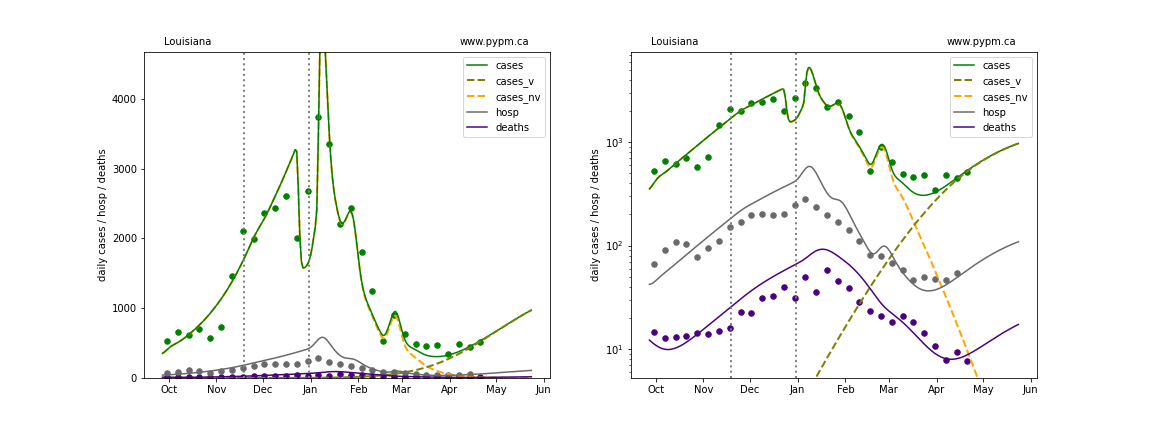 Louisiana www.pypm.ca
daily cases / hosp / deaths
4000
3000
2000
1000
0
Oct Nov Dec Jan Feb Mar Apr May Jun
cases
cases_v
cases_nv
hosp
deaths
Louisiana www.pypm.ca
daily cases / hosp / deaths
10³
10²
10¹
Oct Nov Dec Jan Feb Mar Apr May Jun
cases
cases_v
cases_nv
hosp
deaths